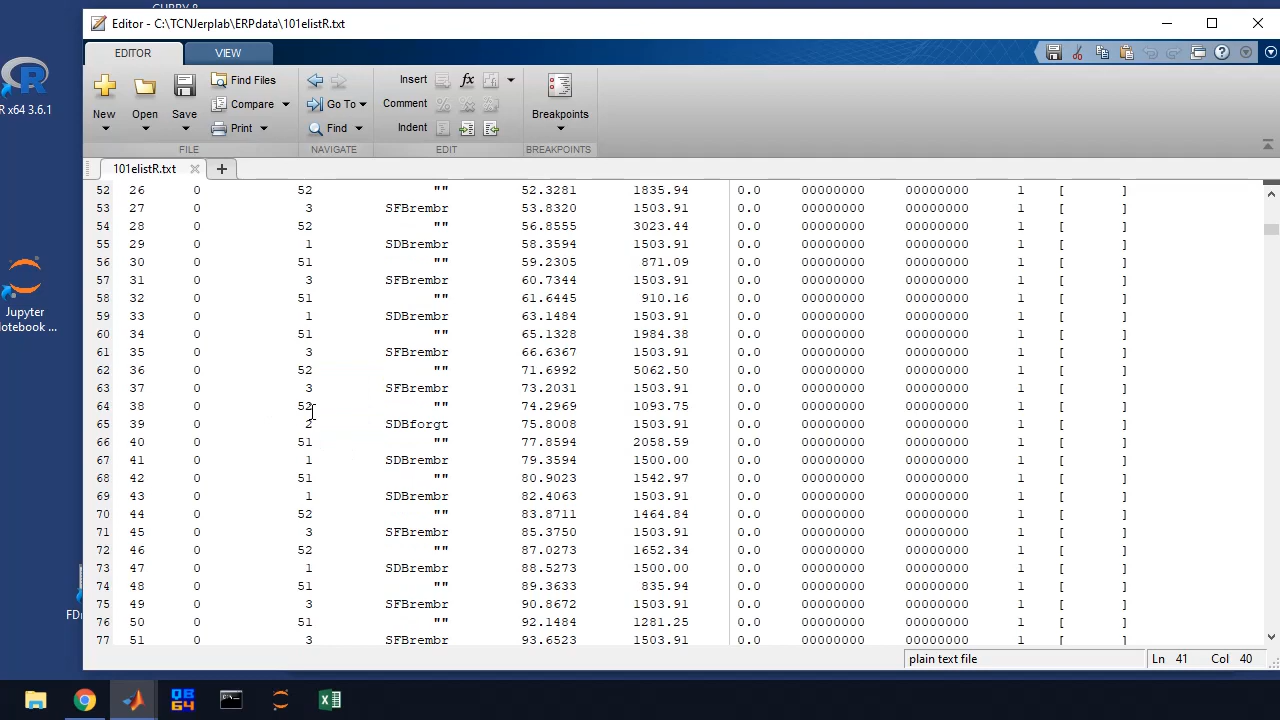 CURRY 8
Editor - C:\TCNJerplab\ERPdata\101elistR.txt
EDITOR VIEW
New Open Save Find Files Compare Print
Go To Find
Insert fx Comment Indent
Breakpoints
FILE NAVIGATE EDIT BREAKPOINTS
101elistR.txt +
52 26 0 52 "" 52.3281 1835.94 0.0 00000000 00000000 1 [ ]
53 27 0 3 SFBrembr 53.8320 1503.91 0.0 00000000 00000000 1 [ ]
54 28 0 52 "" 56.8555 3023.44 0.0 00000000 00000000 1 [ ]
55 29 0 1 SDBrembr 58.3594 1503.91 0.0 00000000 00000000 1 [ ]
56 30 0 51 "" 59.2305 871.09 0.0 00000000 00000000 1 [ ]
57 31 0 3 SFBrembr 60.7344 1503.91 0.0 00000000 00000000 1 [ ]
58 32 0 51 "" 61.6445 910.16 0.0 00000000 00000000 1 [ ]
59 33 0 1 SDBrembr 63.1484 1503.91 0.0 00000000 00000000 1 [ ]
60 34 0 51 "" 65.1328 1984.38 0.0 00000000 00000000 1 [ ]
61 35 0 3 SFBrembr 66.6367 1503.91 0.0 00000000 00000000 1 [ ]
62 36 0 52 "" 71.6992 5062.50 0.0 00000000 00000000 1 [ ]
63 37 0 3 SFBrembr 73.2031 1503.91 0.0 00000000 00000000 1 [ ]
64 38 0 52 "" 74.2969 1093.75 0.0 00000000 00000000 1 [ ]
65 39 0 2 SDBforgt 75.8008 1503.91 0.0 00000000 00000000 1 [ ]
66 40 0 51 "" 77.8594 2058.59 0.0 00000000 00000000 1 [ ]
67 41 0 1 SDBrembr 79.3594 1500.00 0.0 00000000 00000000 1 [ ]
68 42 0 51 "" 80.9023 1542.97 0.0 00000000 00000000 1 [ ]
69 43 0 1 SDBrembr 82.4063 1503.91 0.0 00000000 00000000 1 [ ]
70 44 0 52 "" 83.8711 1464.84 0.0 00000000 00000000 1 [ ]
71 45 0 3 SFBrembr 85.3750 1503.91 0.0 00000000 00000000 1 [ ]
72 46 0 52 "" 87.0273 1652.34 0.0 00000000 00000000 1 [ ]
73 47 0 1 SDBrembr 88.5273 1500.00 0.0 00000000 00000000 1 [ ]
74 48 0 51 "" 89.3633 835.94 0.0 00000000 00000000 1 [ ]
75 49 0 3 SFBrembr 90.8672 1503.91 0.0 00000000 00000000 1 [ ]
76 50 0 51 "" 92.1484 1281.25 0.0 00000000 00000000 1 [ ]
77 51 0 3 SFBrembr 93.6523 1503.91 0.0 00000000 00000000 1 [ ]
plain text file Ln 41 Col 40
R x64 3.6.1
Jupyter
Notebook ...
QB
64